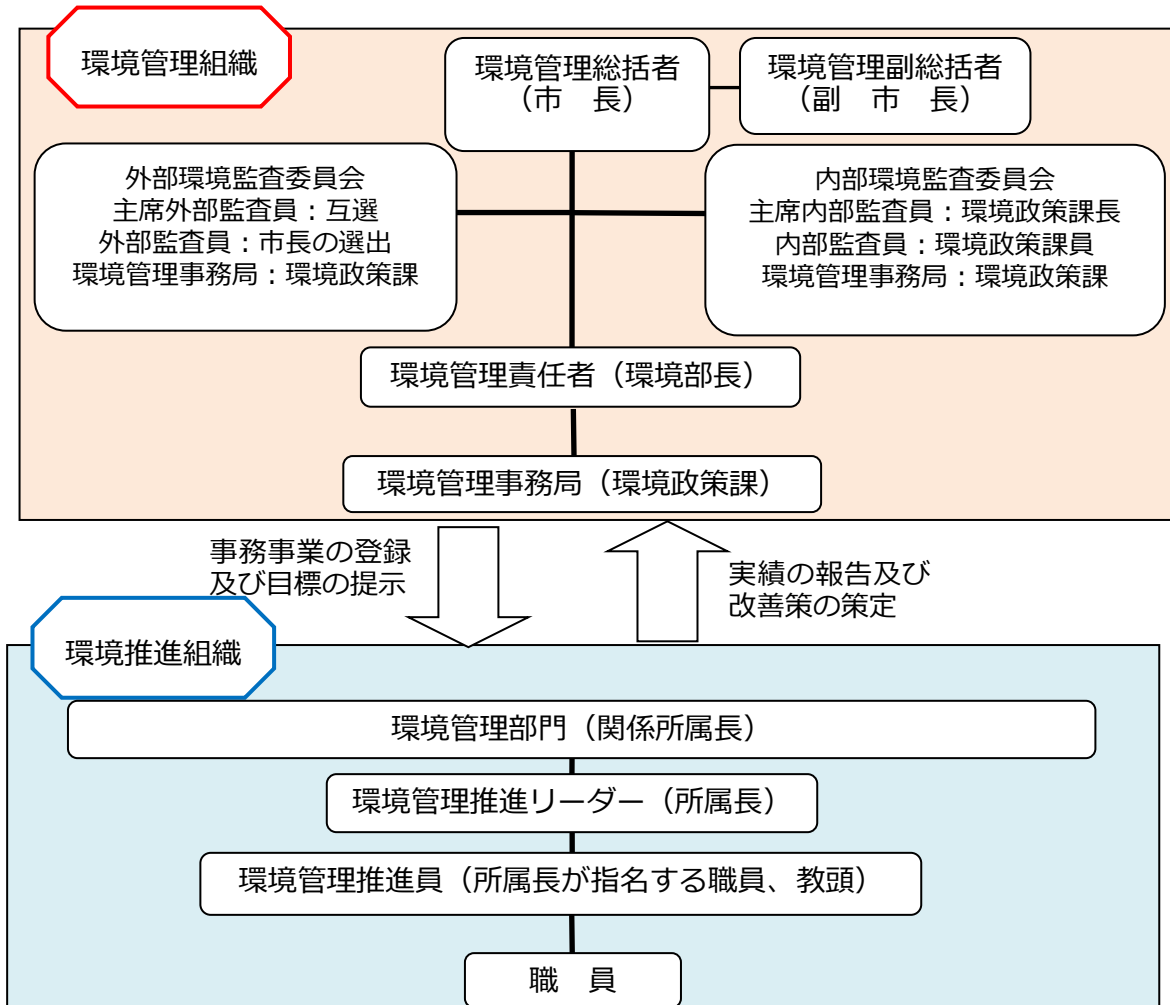 環境管理組織
環境管理総括者
（市　長）
環境管理副総括者
（副　市　長）
外部環境監査委員会
主席外部監査員：互選
外部監査員：市長の選出
環境管理事務局：環境政策課
内部環境監査委員会
主席内部監査員：環境政策課長
内部監査員：環境政策課員
環境管理事務局：環境政策課
環境管理責任者（環境部長）
環境管理事務局（環境政策課）
事務事業の登録
及び目標の提示
実績の報告及び
改善策の策定
環境推進組織
環境管理部門（関係所属長）
環境管理推進リーダー（所属長）
環境管理推進員（所属長が指名する職員、教頭）
職　員